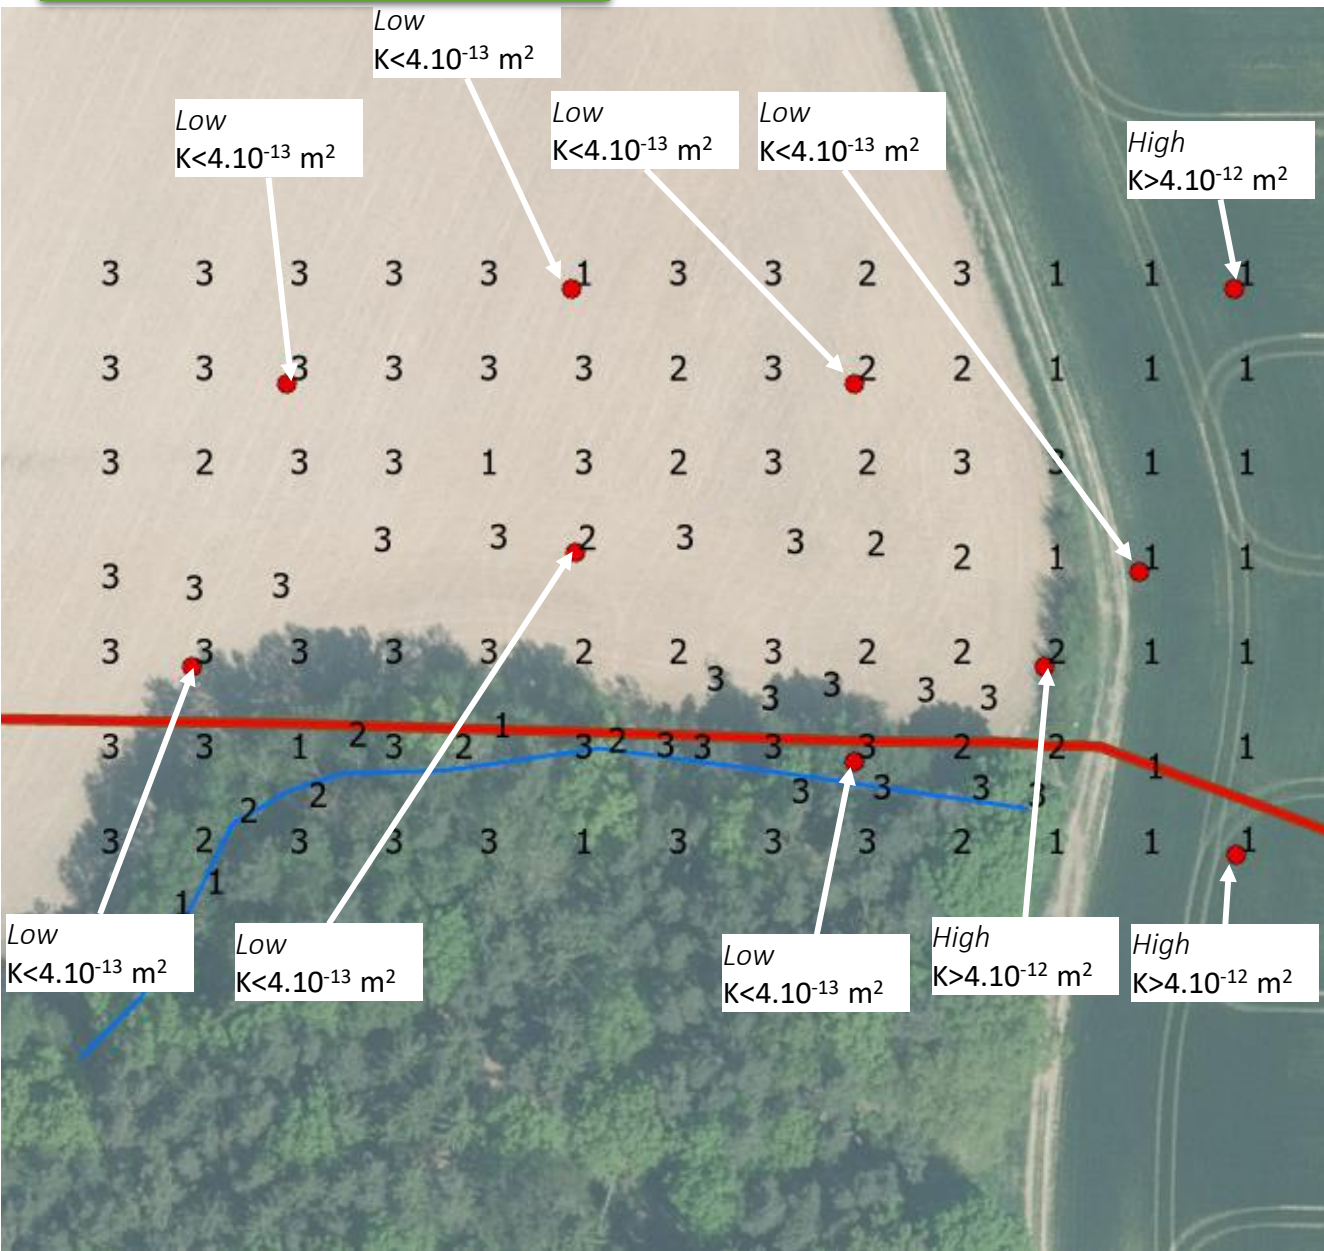 Low
K<4.10⁻¹³ m²
Low
K<4.10⁻¹³ m²
Low
K<4.10⁻¹³ m²
Low
K<4.10⁻¹³ m²
High
K>4.10⁻¹² m²
3 3 3 3 3 1 3 3 2 3 1 1 1
3 3 3 3 3 3 2 3 2 2 1 1 1
3 2 3 3 1 3 2 3 2 3 3 1 1
3 3 2 3 3 2
3 3 3 2 1 1 1
3 3 3 3 3 2 2 3 2 2 2 1 1
3 3 3 3 3
3 3 1 2 3 2 1 3 2 3 3 3 3 2 2 1 1
2 2 3 3 3 3
3 2 3 3 3 1 3 3 3 2 1 1 1
1 1
Low
K<4.10⁻¹³ m²
Low
K<4.10⁻¹³ m²
Low
K<4.10⁻¹³ m²
High
K>4.10⁻¹² m²
High
K>4.10⁻¹² m²